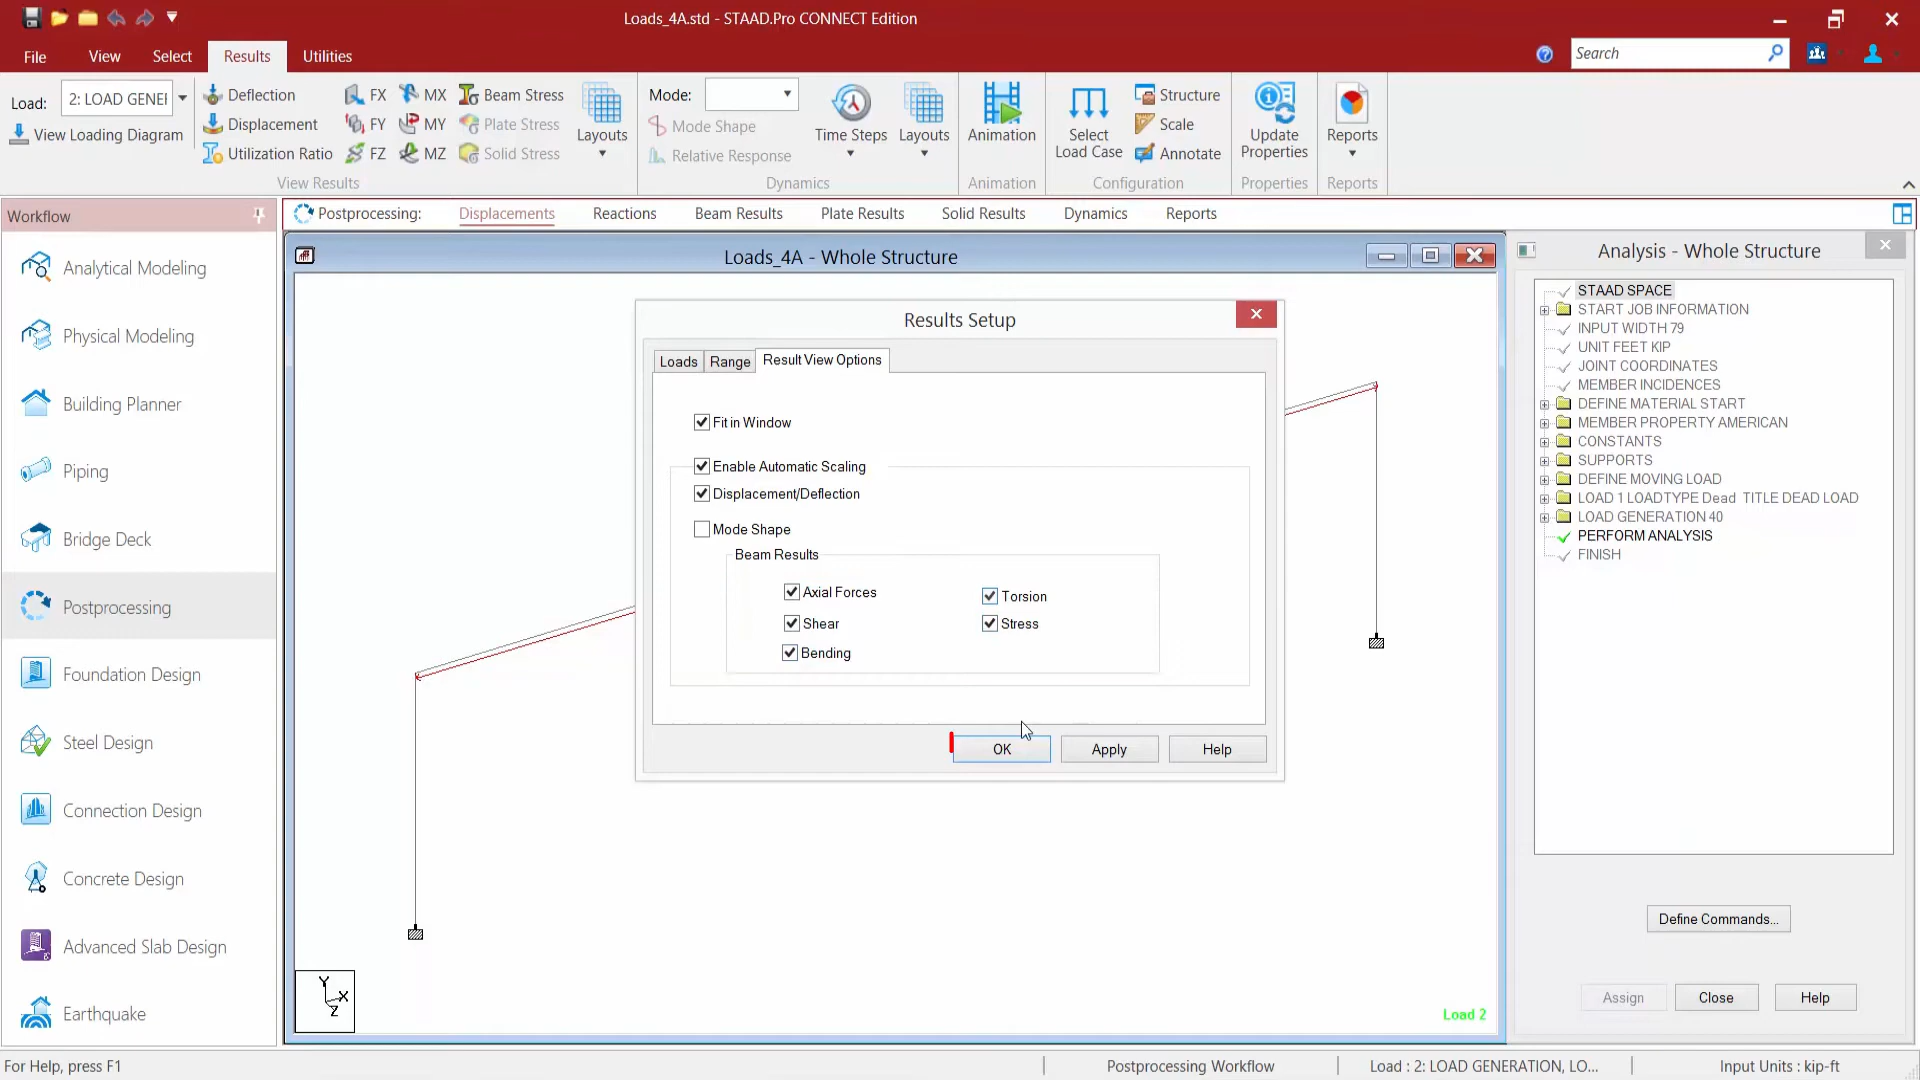 Loads_4A.std - STAAD.Pro CONNECT Edition
File
View
Select
Results
Utilities
Search
Load:
2: LOAD GENEI
View Loading Diagram
Deflection
Displacement
Utilization Ratio
FX
FY
FZ
MX
MY
MZ
Beam Stress
Plate Stress
Solid Stress
Layouts
View Results
Mode:
Mode Shape
Relative Response
Time Steps
Layouts
Dynamics
Animation
Animation
Select
Load Case
Structure
Scale
Annotate
Configuration
Update
Properties
Properties
Reports
Reports
Workflow
Postprocessing:
Displacements
Reactions
Beam Results
Plate Results
Solid Results
Dynamics
Reports
Analytical Modeling
Physical Modeling
Building Planner
Piping
Bridge Deck
Postprocessing
Foundation Design
Steel Design
Connection Design
Concrete Design
Advanced Slab Design
Earthquake
Loads_4A - Whole Structure
Results Setup
Loads
Range
Result View Options
Fit in Window
Enable Automatic Scaling
Displacement/Deflection
Mode Shape
Beam Results
Axial Forces
Torsion
Shear
Stress
Bending
OK
Apply
Help
Y
X
Z
Load 2
Analysis - Whole Structure
STAAD SPACE
START JOB INFORMATION
INPUT WIDTH 79
UNIT FEET KIP
JOINT COORDINATES
MEMBER INCIDENCES
DEFINE MATERIAL START
MEMBER PROPERTY AMERICAN
CONSTANTS
SUPPORTS
DEFINE MOVING LOAD
LOAD 1 LOADTYPE Dead TITLE DEAD LOAD
LOAD GENERATION 40
PERFORM ANALYSIS
FINISH
Define Commands...
Assign
Close
Help
For Help, press F1
Postprocessing Workflow
Load : 2: LOAD GENERATION, LO...
Input Units : kip-ft